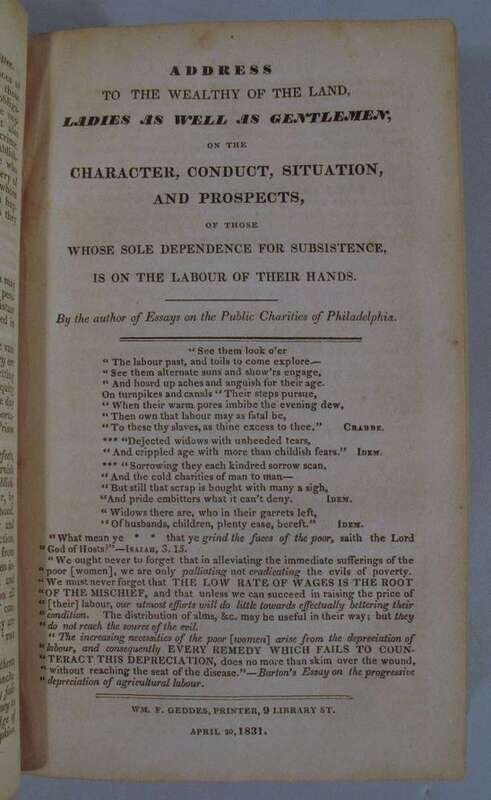 ADDRESS
TO THE WEALTHY OF THE LAND,
LADIES AS WELL AS GENTLEMEN,
ON THE
CHARACTER, CONDUCT, SITUATION,
AND PROSPECTS,
OF THOSE
WHOSE SOLE DEPENDENCE FOR SUBSISTENCE,
IS ON THE LABOUR OF THEIR HANDS.
By the author of Essays on the Public Charities of Philadelphia.
"See them look o'er
" The labour past, and toils to come explore—
" See them alternate suns and show'rs engage,
" And hoard up aches and anguish for their age.
On turnpikes and canals " Their steps pursue,
" When their warm pores imbibe the evening dew,
" Then own that labour may as fatal be,
" To these thy slaves, as thine excess to thee." CRABBE.
*** "Dejected widows with unheeded tears,
" And crippled age with more than childish fears." IDEM.
*** "Sorrowing they each kindred sorrow scan,
" And the cold charities of man to man—
" But still that scrap is bought with many a sigh,
"And pride embitters what it can't deny. IDEM.
" Widows there are, who in their garrets left,
" Of husbands, children, plenty ease, bereft." IDEM.
"What mean ye * * that ye grind the faces of the poor, saith the Lord
"God of Hosts?"—ISAIAH, 3. 15.
"We ought never to forget that in alleviating the immediate sufferings of the
"poor [women], we are only palliating not eradicating the evils of poverty.
"We must never forget that THE LOW RATE OF WAGES IS THE ROOT
"OF THE MISCHIEF, and that unless we can succeed in raising the price of
"[their] labour, our utmost efforts will do little towards effectually bettering their
"condition. The distribution of alms, &c. may be useful in their way; but they
"do not reach the source of the evil.
"The increasing necessities of the poor [women] arise from the depreciation of
"labour, and consequently EVERY REMEDY WHICH FAILS TO COUN-
"TERACT THIS DEPRECIATION, does no more than skim over the wound,
"without reaching the seat of the disease."—Barton's Essay on the progressive
"depreciation of agricultural labour.
WM. F. GEDDES, PRINTER, 9 LIBRARY ST.
APRIL 20, 1831.